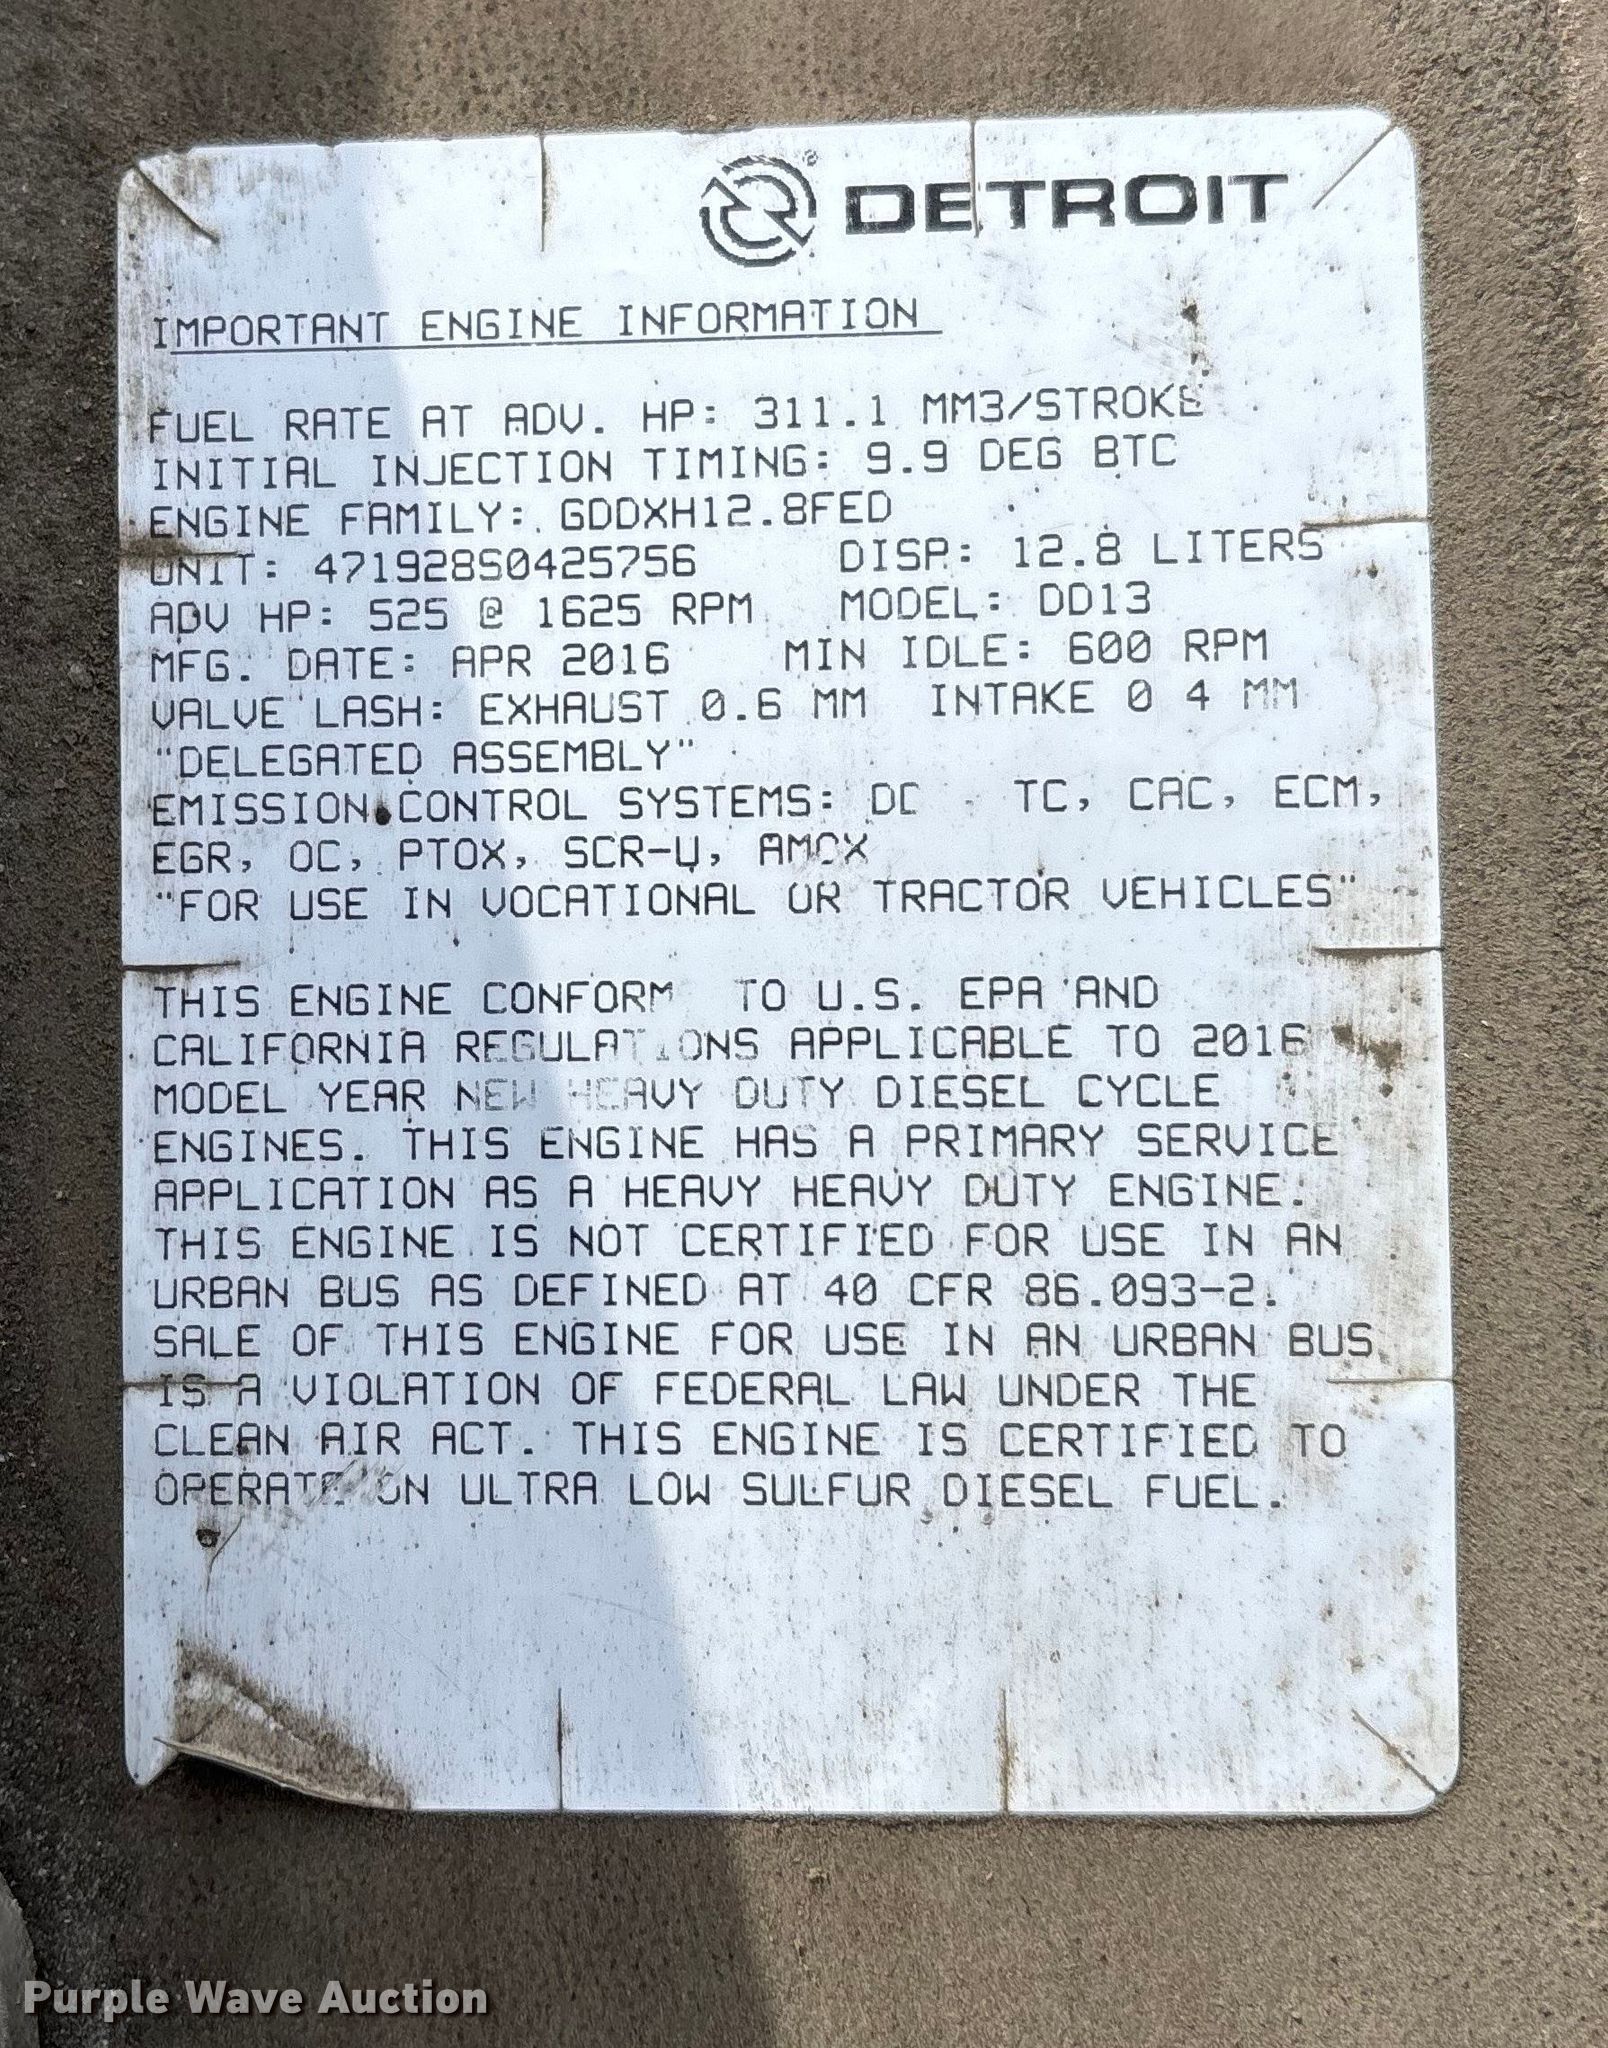 ® DETROIT
IMPORTANT ENGINE INFORMATION
FUEL RATE AT ADV. HP: 311.1 MM3/STROKE
INITIAL INJECTION TIMING: 9.9 DEG BTC
ENGINE FAMILY: GDDXH12.8FED
UNIT: 471928S0425756 DISP: 12.8 LITERS
ADV HP: 525 @ 1625 RPM MODEL: DD13
MFG. DATE: APR 2016 MIN IDLE: 600 RPM
VALVE LASH: EXHAUST 0.6 MM INTAKE 0 4 MM
"DELEGATED ASSEMBLY"
EMISSION CONTROL SYSTEMS: TC, CAC, ECM,
EGR, OC, PTOX, SCR-U, AMOX
"FOR USE IN VOCATIONAL OR TRACTOR VEHICLES"
THIS ENGINE CONFORM TO U.S. EPA AND
CALIFORNIA REGULATIONS APPLICABLE TO 2016
MODEL YEAR NEW HEAVY DUTY DIESEL CYCLE
ENGINES. THIS ENGINE HAS A PRIMARY SERVICE
APPLICATION AS A HEAVY HEAVY DUTY ENGINE.
THIS ENGINE IS NOT CERTIFIED FOR USE IN AN
URBAN BUS AS DEFINED AT 40 CFR 86.093-2.
SALE OF THIS ENGINE FOR USE IN AN URBAN BUS
IS A VIOLATION OF FEDERAL LAW UNDER THE
CLEAN AIR ACT. THIS ENGINE IS CERTIFIED TO
OPERATE ON ULTRA LOW SULFUR DIESEL FUEL.
Purple Wave Auction